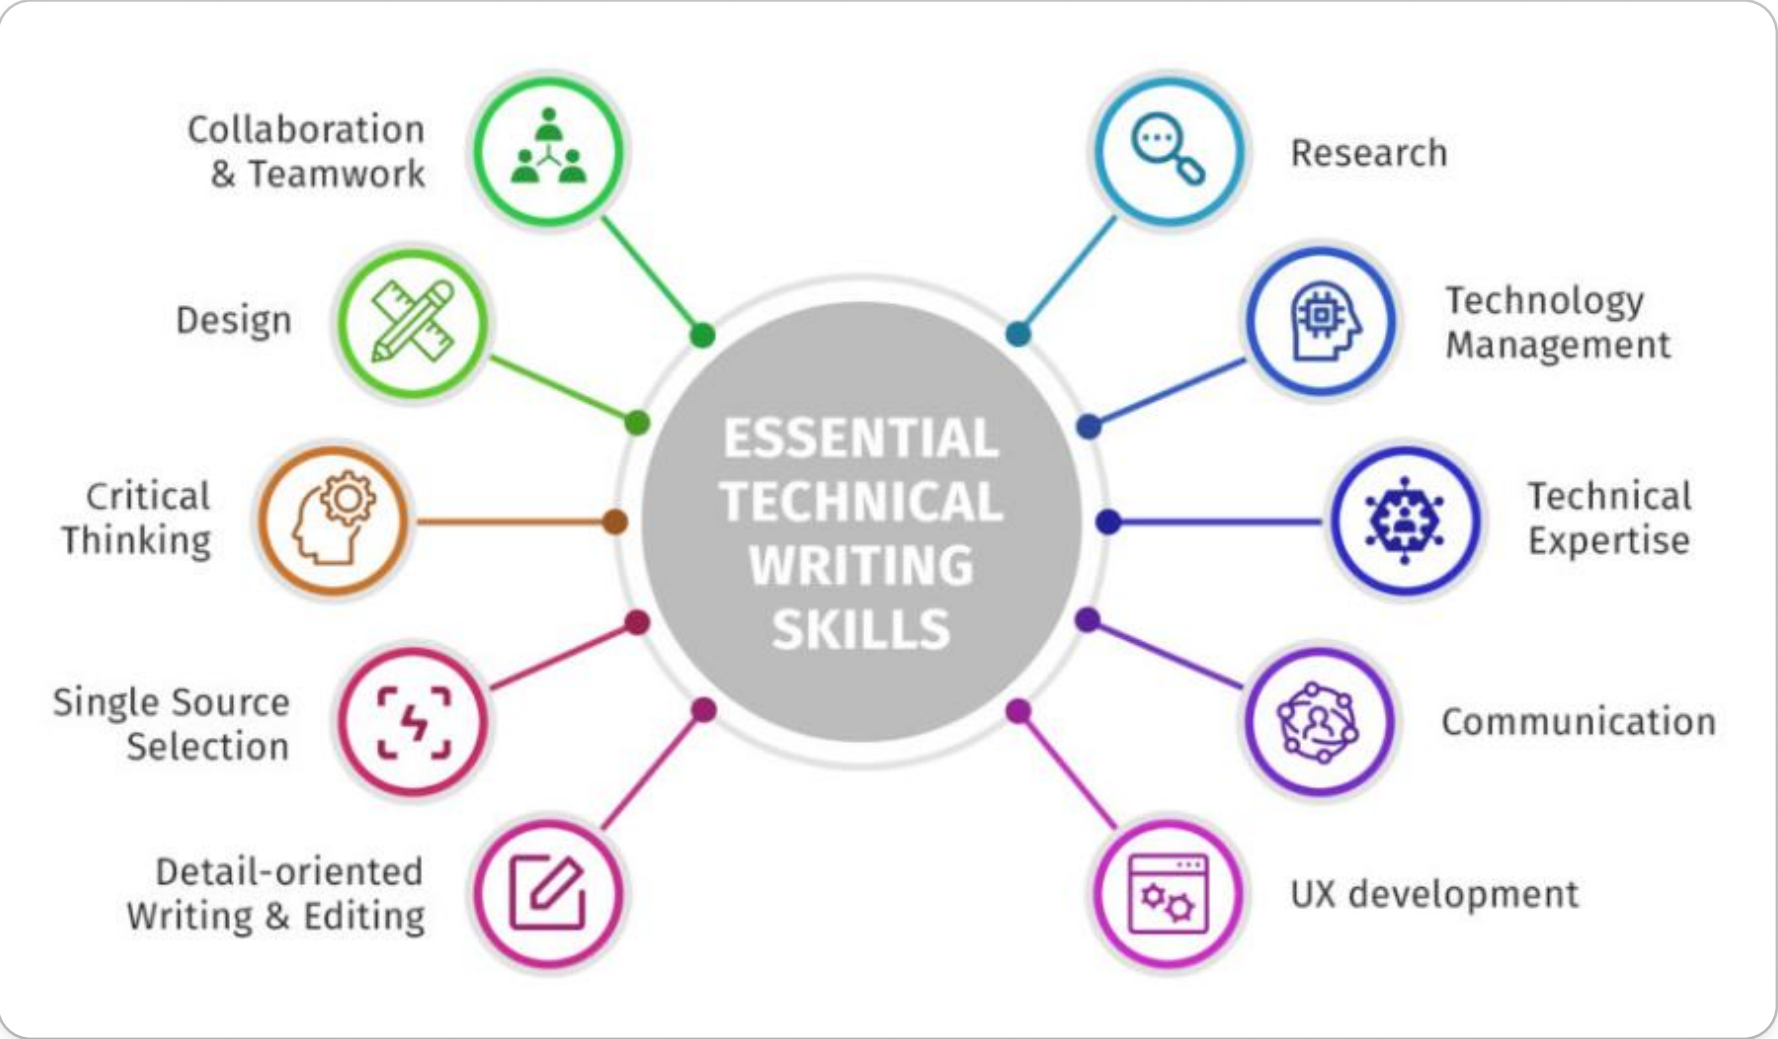 Collaboration
& Teamwork
Design
Critical
Thinking
Single Source
Selection
Detail-oriented
Writing & Editing
ESSENTIAL
TECHNICAL
WRITING
SKILLS
Research
Technology
Management
Technical
Expertise
Communication
UX development